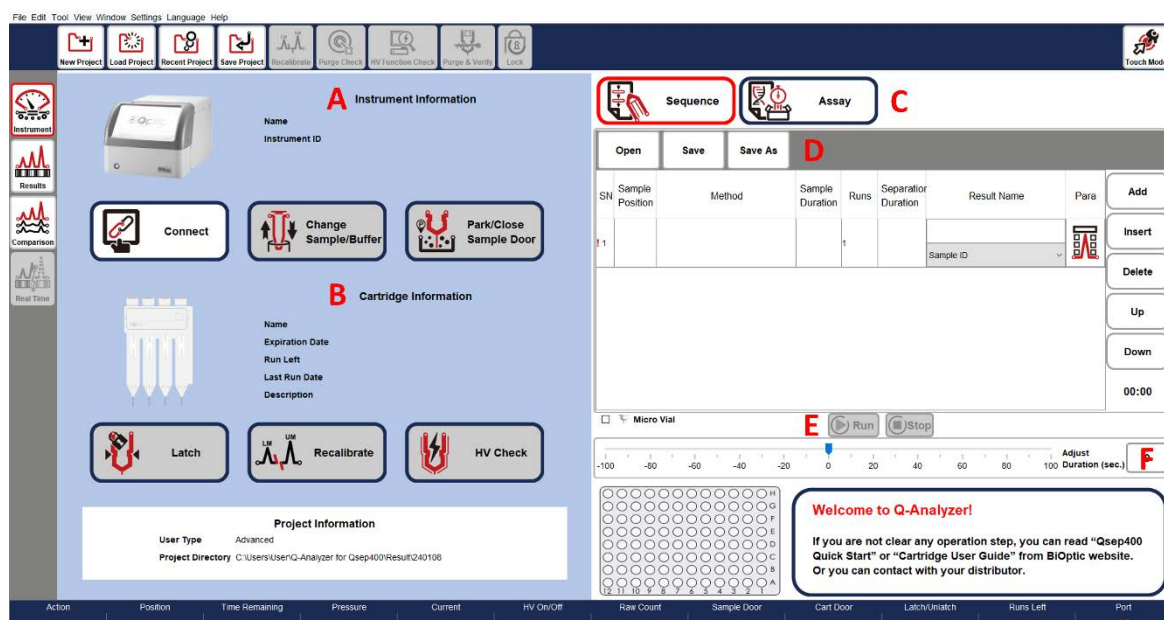 File Edit Tool View Window Settings Language Help
New Project Load Project Recent Project Save Project Recalibrate Purge Check HV Function Check Purge & Verify Lock Touch Mode
Instrument
Results
Comparison
Real Time
A Instrument Information
Name
Instrument ID
Connect
Change
Sample/Buffer
Park/Close
Sample Door
B Cartridge Information
Name
Expiration Date
Run Left
Last Run Date
Description
Latch
LM UM
Recalibrate
HV Check
Project Information
User Type Advanced
Project Directory C:\Users\User\Q-Analyzer for Qsep400\Result\240108
Sequence Assay C
Open Save Save As D
SN Sample Position Method Sample Duration Runs Separation Duration Result Name Para
! 1 1
Sample ID
Add
Insert
Delete
Up
Down
00:00
Micro Vial
E Run Stop
-100 -80 -60 -40 -20 0 20 40 60 80 100
Adjust
Duration (sec.) F
H
G
F
E
D
C
B
A
12 11 10 9 8 7 6 5 4 3 2 1
Welcome to Q-Analyzer!
If you are not clear any operation step, you can read “Qsep400
Quick Start” or “Cartridge User Guide” from BiOptic website.
Or you can contact with your distributor.
Action Position Time Remaining Pressure Current HV On/Off Raw Count Sample Door Cart Door Latch/Unlatch Runs Left Port